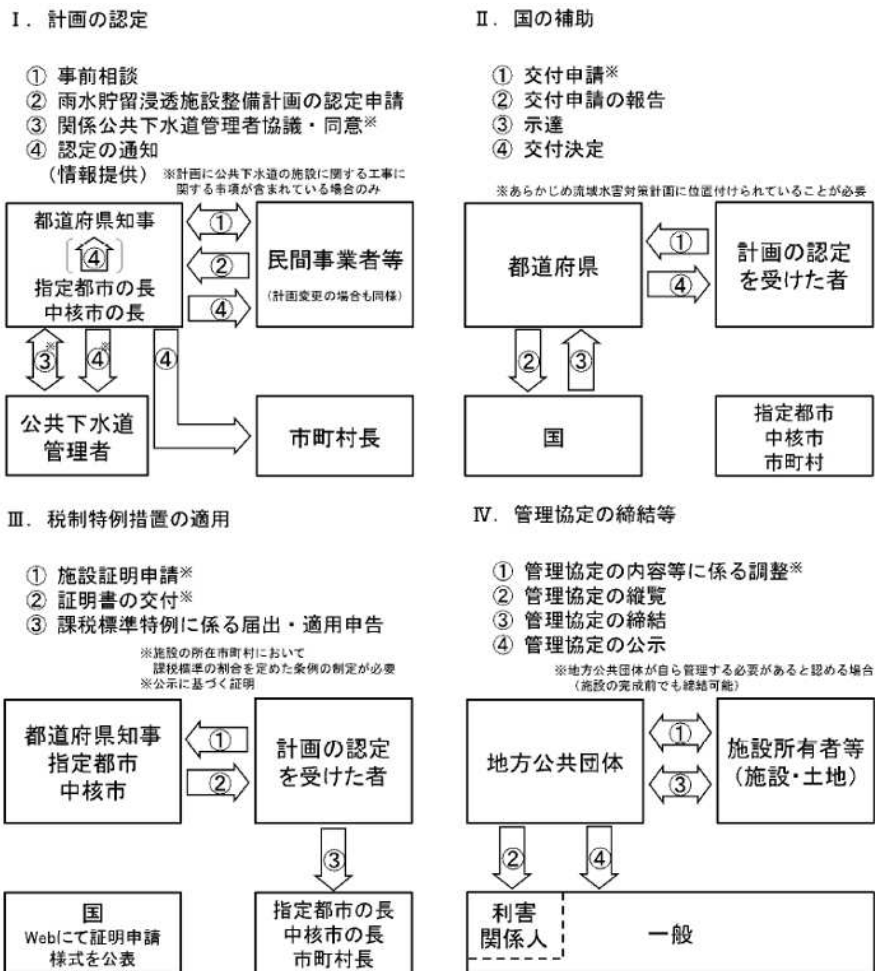 Ⅰ. 計画の認定
① 事前相談
② 雨水貯留浸透施設整備計画の認定申請
③ 関係公共下水道管理者協議・同意※
④ 認定の通知
(情報提供) ※計画に公共下水道の施設に関する工事に
関する事項が含まれている場合のみ
都道府県知事
④
指定都市の長
中核市の長
①
②
④
民間事業者等
(計画変更の場合も同様)
③※
④※
④
公共下水道
管理者
市町村長
Ⅱ. 国の補助
① 交付申請※
② 交付申請の報告
③ 示達
④ 交付決定
※あらかじめ流域水害対策計画に位置付けられていることが必要
都道府県
①
④
計画の認定
を受けた者
②
③
国
指定都市
中核市
市町村
Ⅲ. 税制特例措置の適用
① 施設証明申請※
② 証明書の交付※
③ 課税標準特例に係る届出・適用申告
※施設の所在市町村において
課税標準の割合を定めた条例の制定が必要
※公示に基づく証明
都道府県知事
指定都市
中核市
①
②
計画の認定
を受けた者
③
国
Webにて証明申請
様式を公表
指定都市の長
中核市の長
市町村長
Ⅳ. 管理協定の締結等
① 管理協定の内容等に係る調整※
② 管理協定の縦覧
③ 管理協定の締結
④ 管理協定の公示
※地方公共団体が自ら管理する必要があると認める場合
(施設の完成前でも締結可能)
地方公共団体
①
③
施設所有者等
(施設・土地)
②
④
利害
関係人
一般